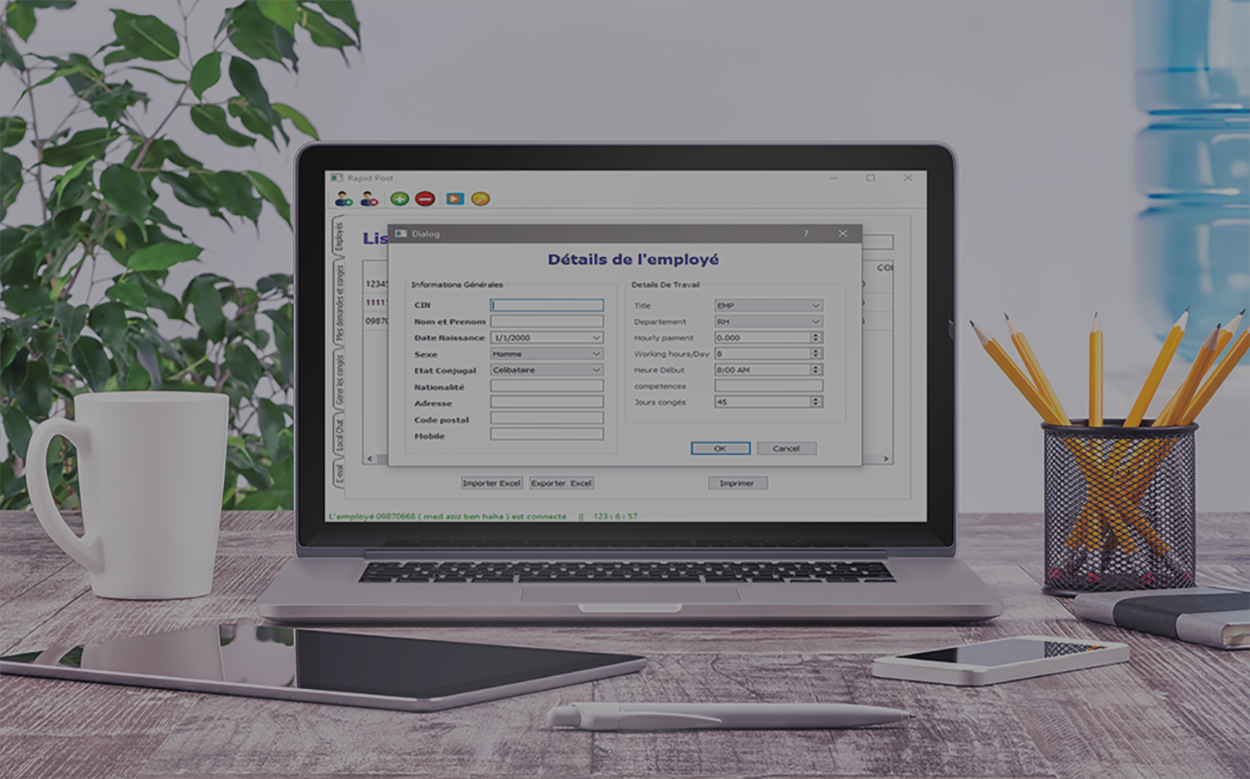 Rapid Post
Employés
Mes demandes et congés
Gérer les congés
Local Chat
E-mail
Lis
Dialog
?
Détails de l'employé
Informations Générales
CIN
Nom et Prenom
Date Naissance 1/1/2000
Sexe Homme
Etat Conjugal Celibataire
Nationalité
Adresse
Code postal
Mobile
Details De Travail
Title EMP
Departement RH
Hourly paiment 0.000
Working hours/Day 8
Heure Début 8:00 AM
competences
Jours congés 45
OK Cancel
Importer Excel Exporter Excel Imprimer
L'employé 09870668 ( med aziz ben haha ) est connecté || 123 : 6 : 57